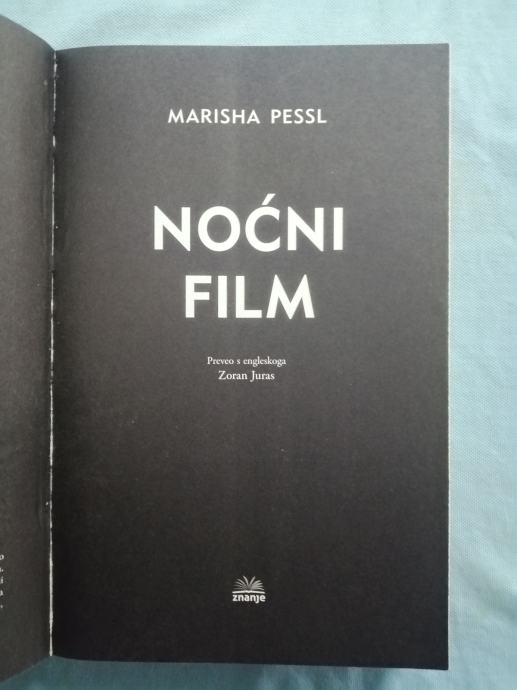 MARISHA PESSL
NOĆNI
FILM
Preveo s engleskoga
Zoran Juras
znanje